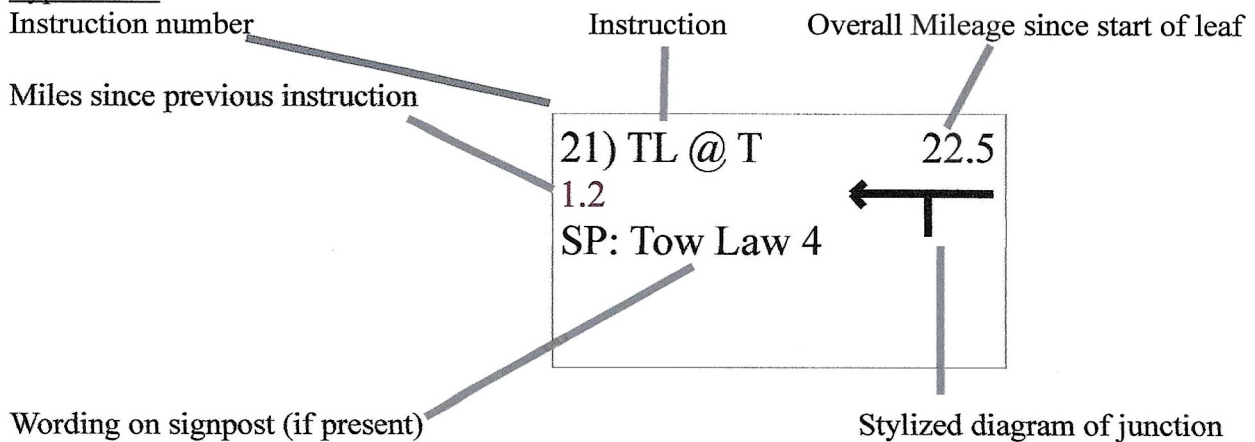 Instruction number
Instruction
Overall Mileage since start of leaf
Miles since previous instruction
21) TL @ T
22.5
1.2
SP: Tow Law 4
Wording on signpost (if present)
Stylized diagram of junction